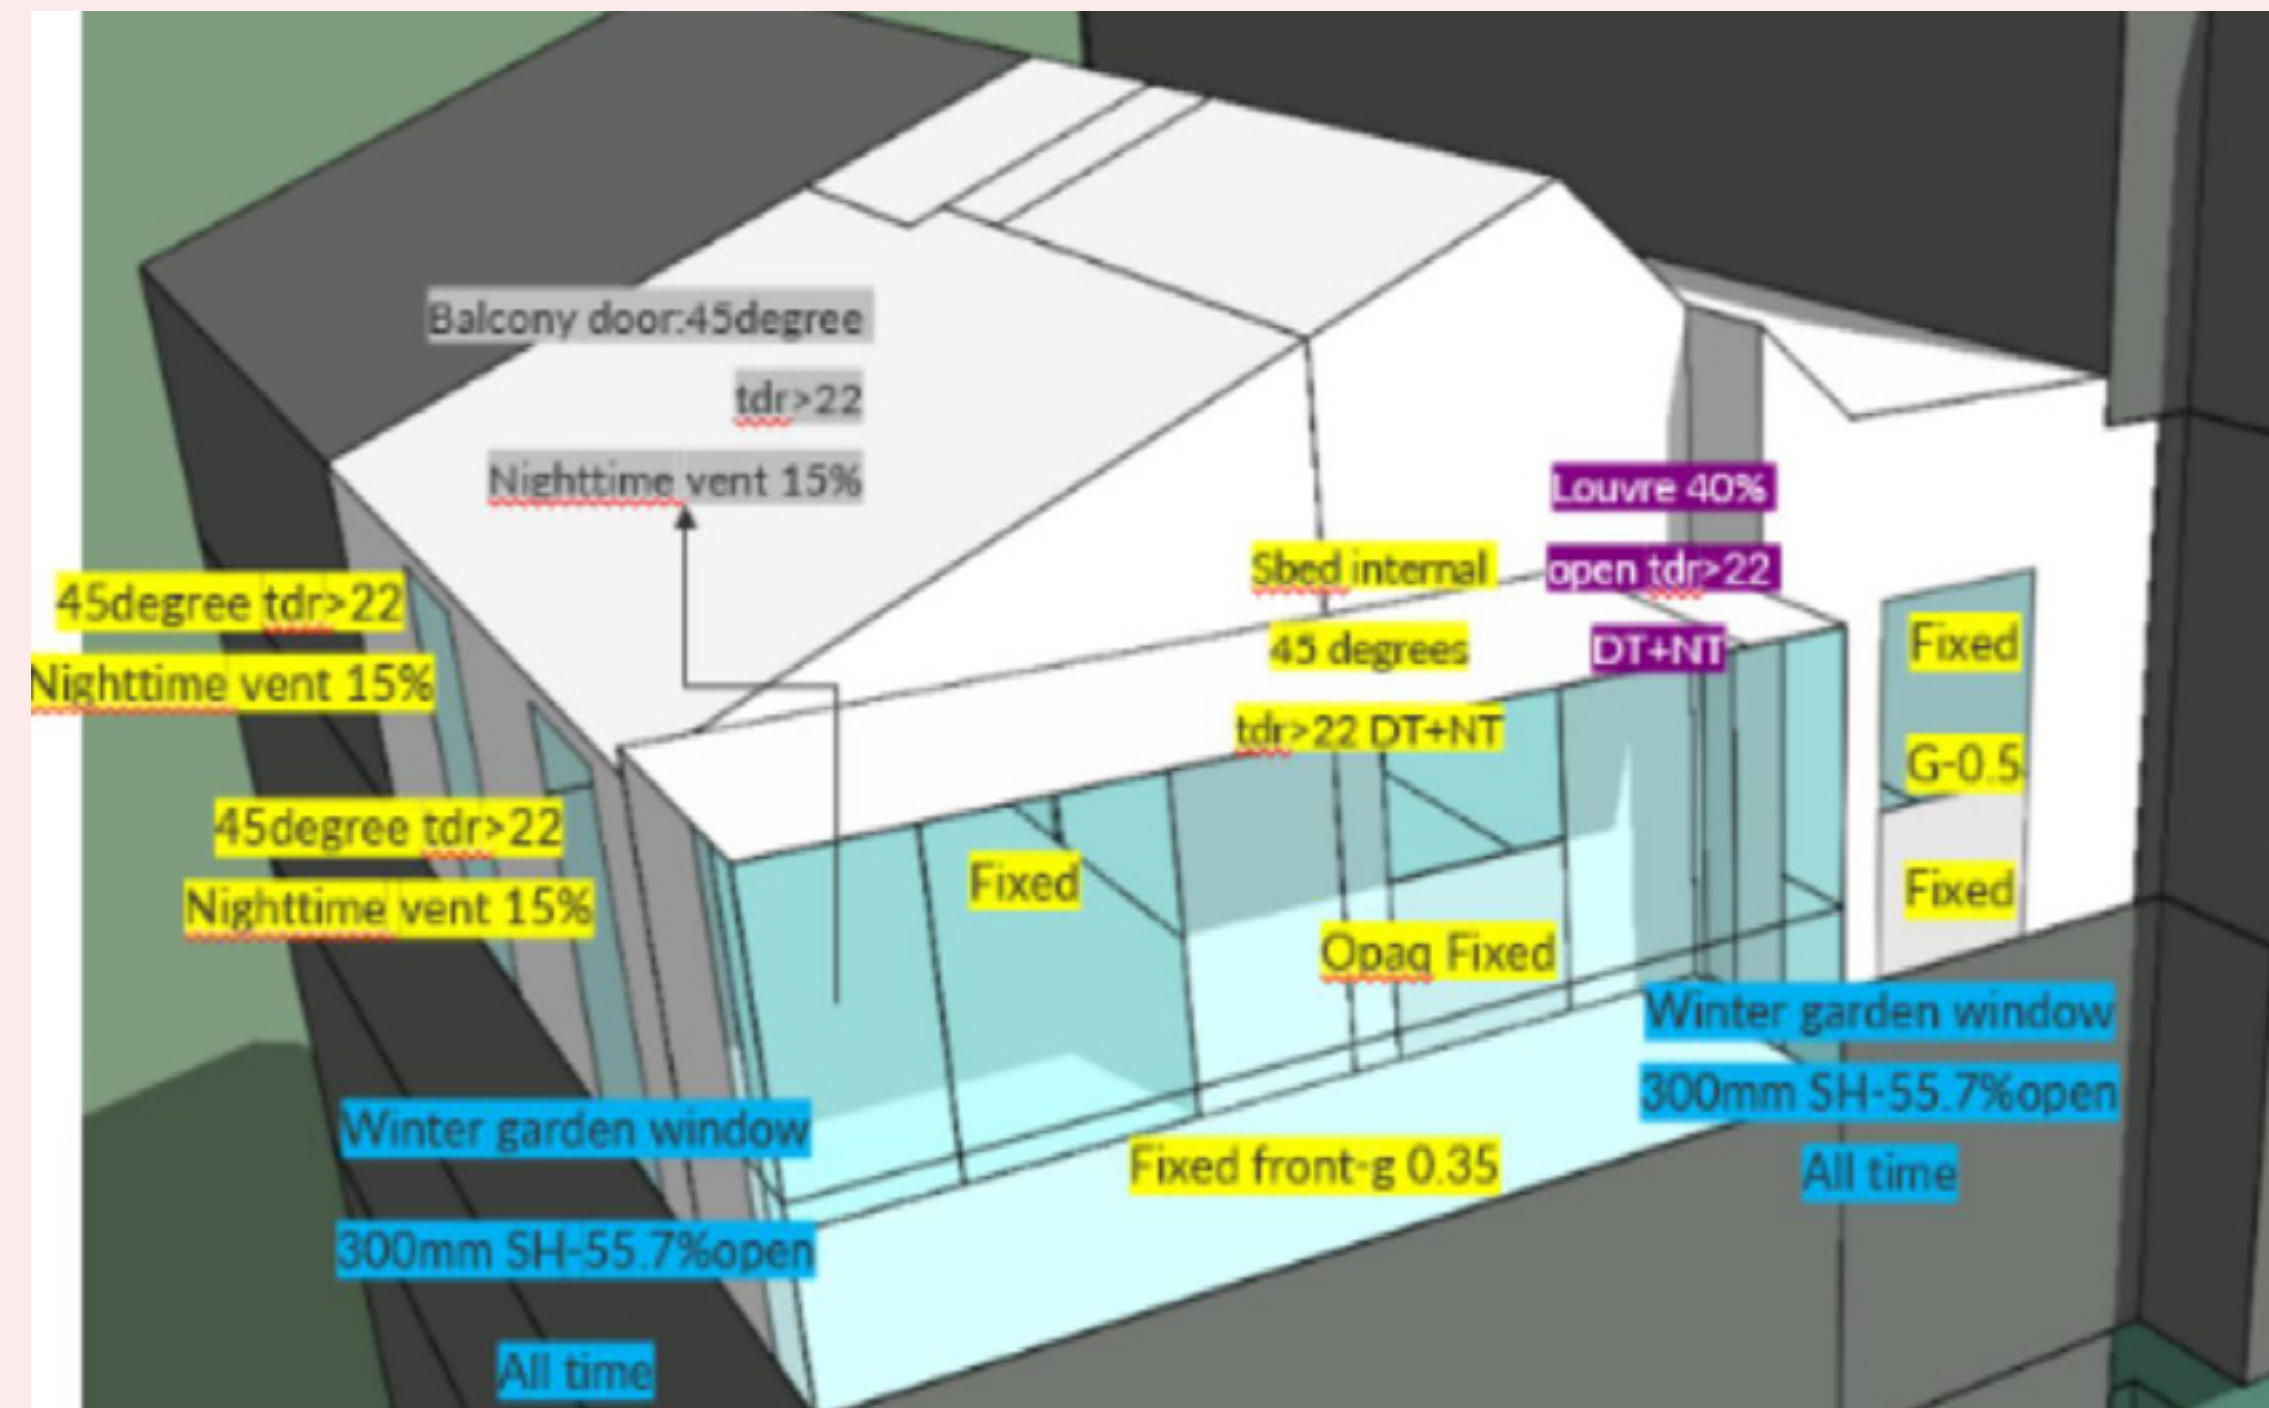 Balcony door:45degree
tdr>22
Nighttime vent 15%
45degree tdr>22
Nighttime vent 15%
45degree tdr>22
Nighttime vent 15%
Sbed internal
45 degrees
tdr>22 DT+NT
Louvre 40%
open tdr>22
DT+NT
Fixed
G-0.5
Fixed
Fixed
Opaq Fixed
Winter garden window
300mm SH-55.7%open
All time
Fixed front-g 0.35
Winter garden window
300mm SH-55.7%open
All time